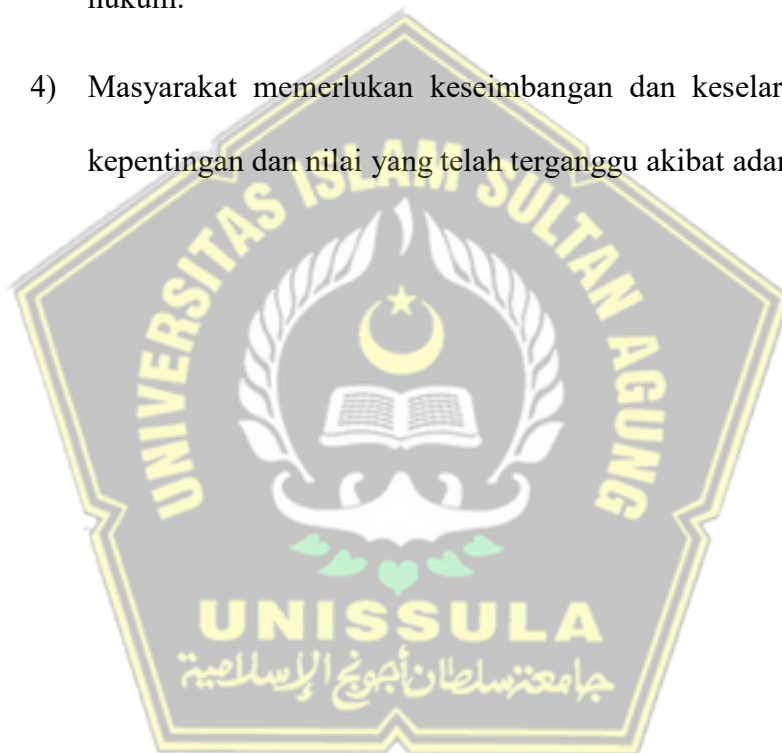 hukum.
4) Masyarakat memerlukan keseimbangan dan keselar
kepentingan dan nilai yang telah terganggu akibat
UNIVERSITAS ISLAM SULTAN AGUNG
UNISSULA
جامعة سلطان أجونج الإسلامية